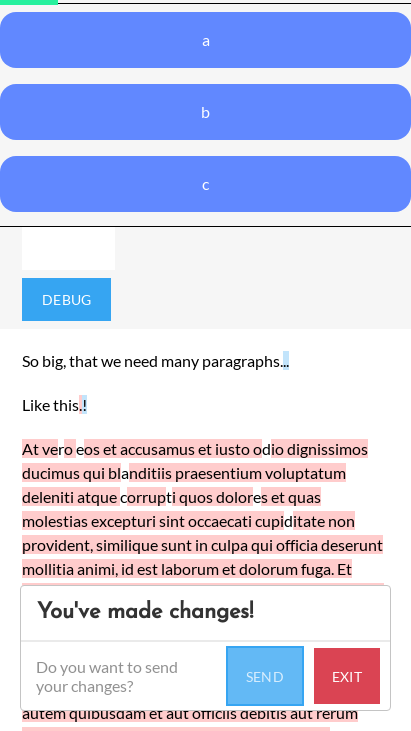 a
b
c
DEBUG
So big, that we need many paragraphs...
Like this.!
At vero eos et accusamus et iusto odio dignissimos
ducimus qui blanditiis praesentium voluptatum
deleniti atque corrupti quos dolores et quas
molestias excepturi sint occaecati cupiditate non
provident, similique sunt in culpa qui officia deserunt
mollitia animi, id est laborum et dolorum fuga. Et
You've made changes!
Do you want to send
your changes?
SEND
EXIT
autem quibusdam et aut officiis debitis aut rerum